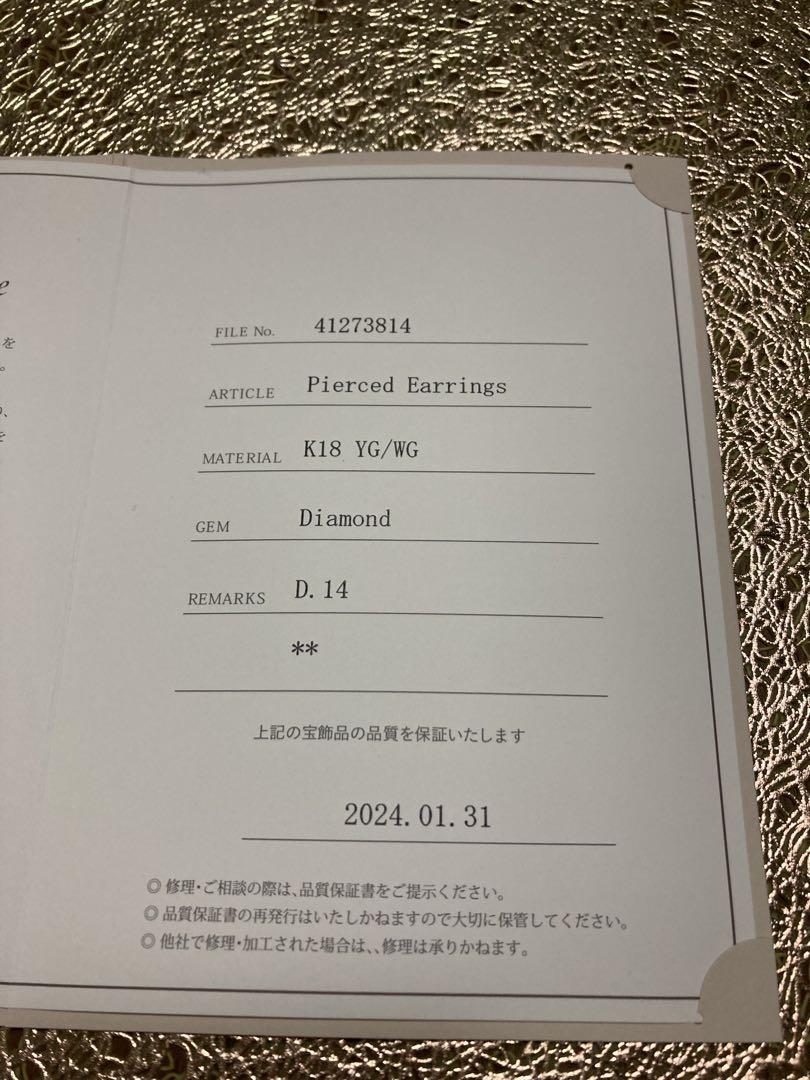 e
を
。
、
を
FILE No. 41273814
ARTICLE Pierced Earrings
MATERIAL K18 YG/WG
GEM Diamond
REMARKS D.14
**
上記の宝飾品の品質を保証いたします
2024.01.31
◎ 修理・ご相談の際は、品質保証書をご提示ください。
◎ 品質保証書の再発行はいたしかねますので大切に保管してください。
◎ 他社で修理・加工された場合は、、修理は承りかねます。